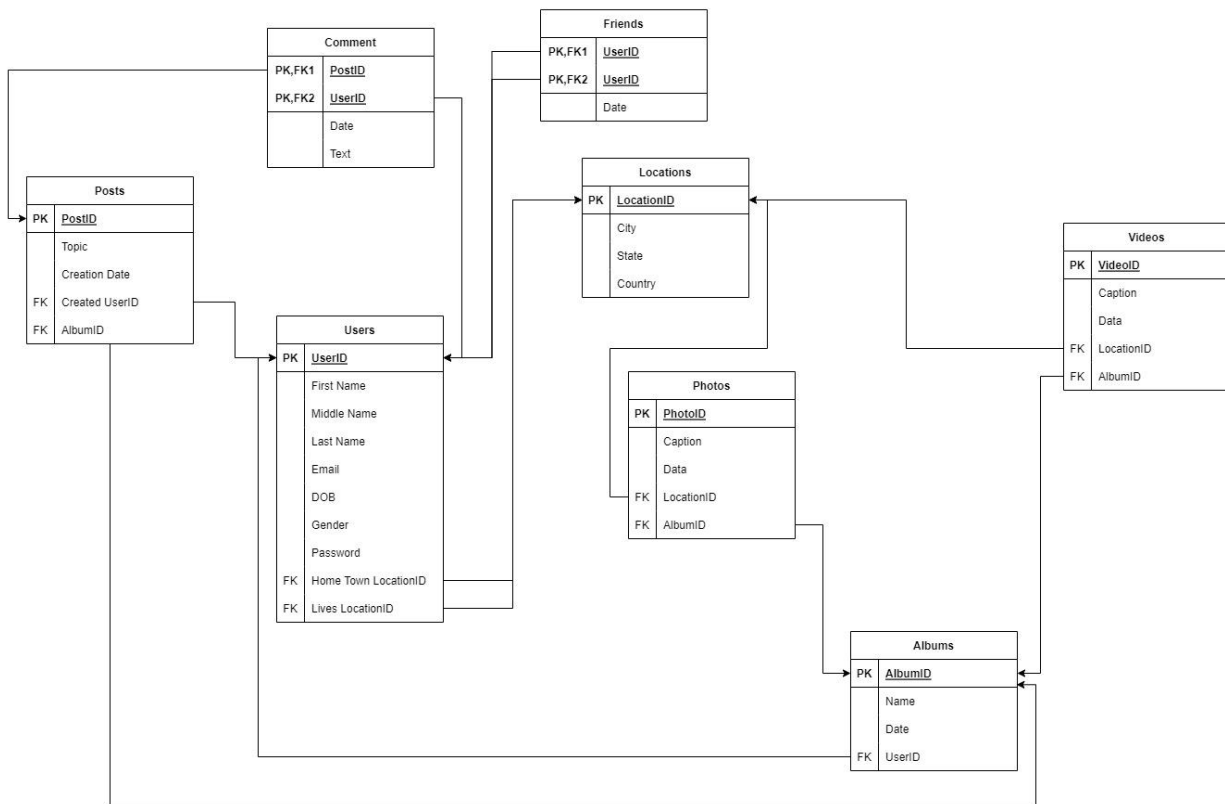 Friends
PK,FK1 UserID
PK,FK2 UserID
Date
Comment
PK,FK1 PostID
PK,FK2 UserID
Date
Text
Locations
PK LocationID
City
State
Country
Posts
PK PostID
Topic
Creation Date
FK Created UserID
FK AlbumID
Videos
PK VideoID
Caption
Data
FK LocationID
FK AlbumID
Users
PK UserID
First Name
Middle Name
Last Name
Email
DOB
Gender
Password
FK Home Town LocationID
FK Lives LocationID
Photos
PK PhotoID
Caption
Data
FK LocationID
FK AlbumID
Albums
PK AlbumID
Name
Date
FK UserID